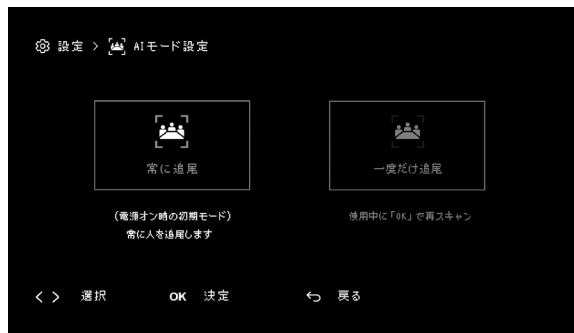 設定 > AIモード設定
常に追尾
一度だけ追尾
(電源オン時の初期モード)
常に人を追尾します
使用中に「OK」で再スキャン
< > 選択 OK 決定 戻る